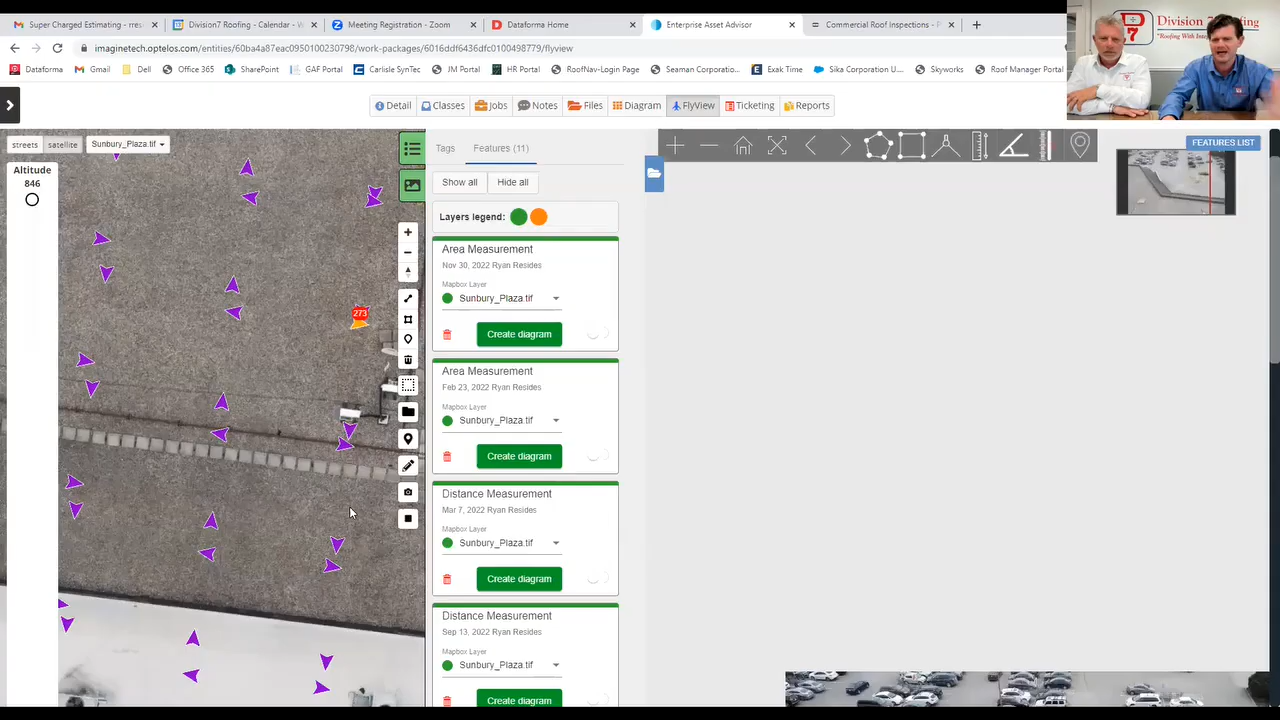 Super Charged Estimating - rres
Division7 Roofing - Calendar - W
Meeting Registration - Zoom
Dataforma Home
Enterprise Asset Advisor
Commercial Roof Inspections - P
imaginetech.optelos.com/entities/60ba4a87eac0950100230798/work-packages/6016ddf6f26dfc0100498779/flyview
Dataforma Gmail Dell Office 365 SharePoint GAF Portal Carlisle SynTec JM Portal HR Portal RoofNav-Login Page Seaman Corporatio... Exak Time Sika Corporation U.... Skyworks Roof Manager Portal
Division 7 Roofing
"Roofing With
7
Detail Classes Jobs Notes Files Diagram FlyView Ticketing Reports
streets satellite Sunbury_Plaza.tif
Altitude
846
273
Tags Features (11)
Show all Hide all
Layers legend:
Area Measurement
Nov 30, 2022 Ryan Resides
Mapbox Layer
Sunbury_Plaza.tif
Create diagram
Area Measurement
Feb 23, 2022 Ryan Resides
Mapbox Layer
Sunbury_Plaza.tif
Create diagram
Distance Measurement
Mar 7, 2022 Ryan Resides
Mapbox Layer
Sunbury_Plaza.tif
Create diagram
Distance Measurement
Sep 13, 2022 Ryan Resides
Mapbox Layer
Sunbury_Plaza.tif
Create diagram
FEATURES LIST